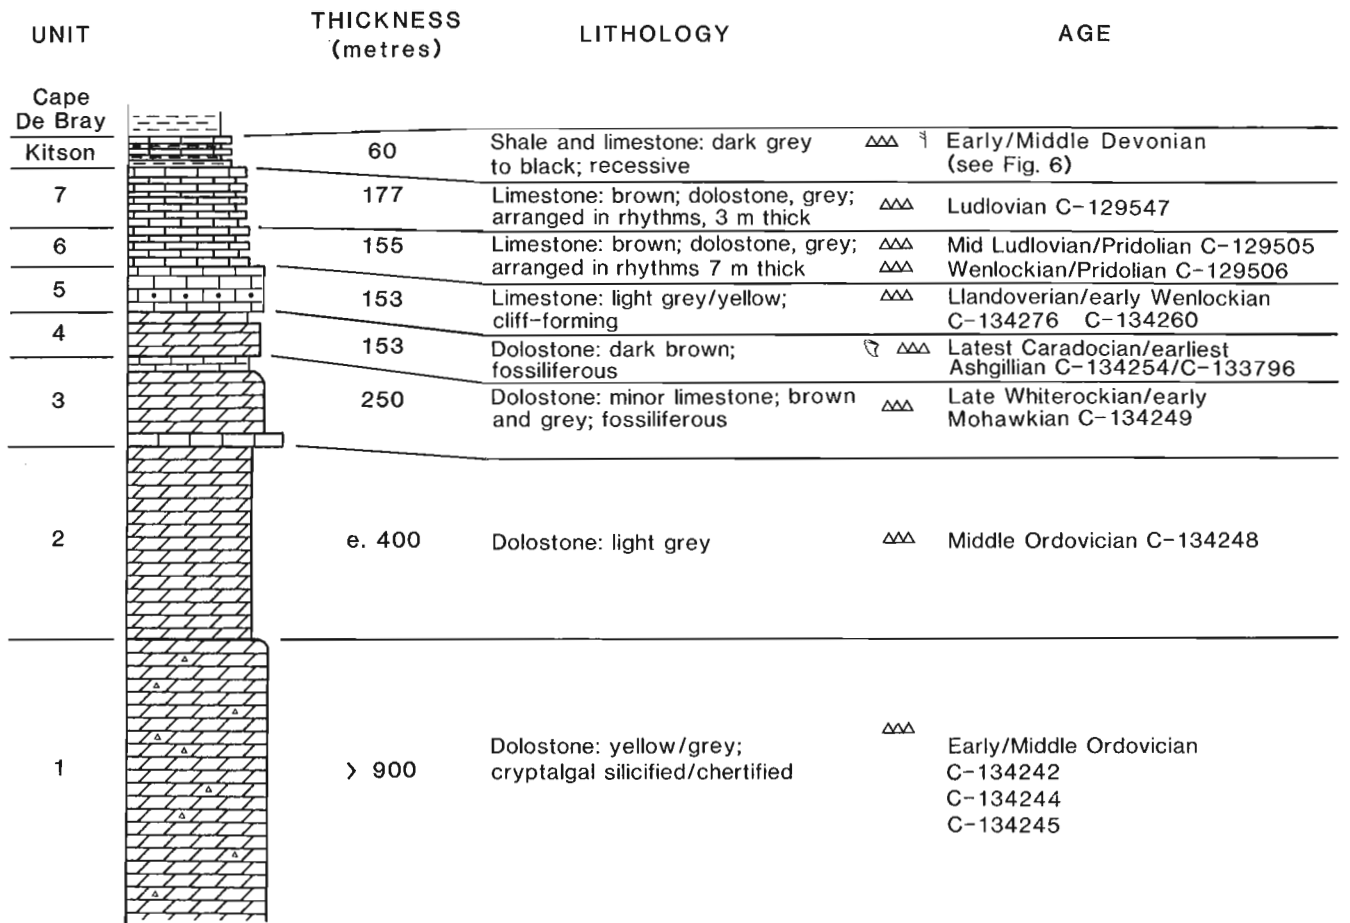 UNIT
THICKNESS
(metres)
LITHOLOGY
AGE
Cape
De Bray
Kitson
60
Shale and limestone: dark grey
to black; recessive
Early/Middle Devonian
(see Fig. 6)
7
177
Limestone: brown; dolostone, grey;
arranged in rhythms, 3 m thick
Ludlovian C-129547
6
155
Limestone: brown; dolostone, grey;
arranged in rhythms 7 m thick
Mid Ludlovian/Pridolian C-129505
Wenlockian/Pridolian C-129506
5
153
Limestone: light grey/yellow;
cliff-forming
Llandoverian/early Wenlockian
C-134276 C-134260
4
153
Dolostone: dark brown;
fossiliferous
Latest Caradocian/earliest
Ashgillian C-134254/C-133796
3
250
Dolostone: minor limestone; brown
and grey; fossiliferous
Late Whiterockian/early
Mohawkian C-134249
2
e. 400
Dolostone: light grey
Middle Ordovician C-134248
1
> 900
Dolostone: yellow/grey;
cryptalgal silicified/chertified
Early/Middle Ordovician
C-134242
C-134244
C-134245